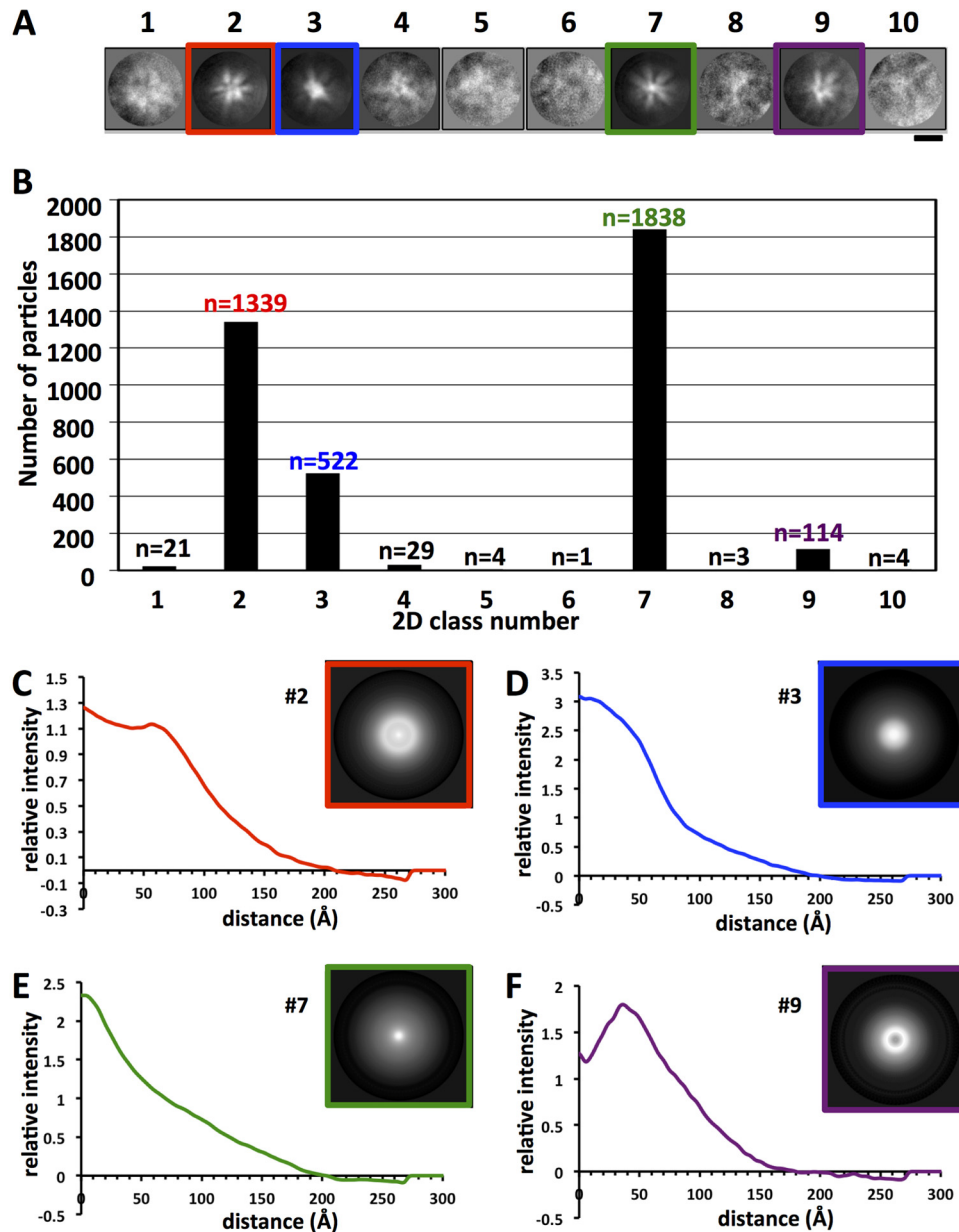 A
1 2 3 4 5 6 7 8 9 10
B
Number of particles
2000
1800
1600
1400
1200
1000
800
600
400
200
0
n=21
n=1339
n=522
n=29
n=4
n=1
n=1838
n=3
n=114
n=4
1 2 3 4 5 6 7 8 9 10
2D class number
C
relative intensity
1.5
1.3
1.1
0.9
0.7
0.5
0.3
0.1
-0.1
-0.3
#2
0 50 100 150 200 250 300
distance (Å)
D
relative intensity
3.5
3
2.5
2
1.5
1
0.5
0
-0.5
#3
0 50 100 150 200 250 300
distance (Å)
E
relative intensity
2.5
2
1.5
1
0.5
0
-0.5
#7
0 50 100 150 200 250 300
distance (Å)
F
relative intensity
2
1.5
1
0.5
0
-0.5
#9
0 50 100 150 200 250 300
distance (Å)